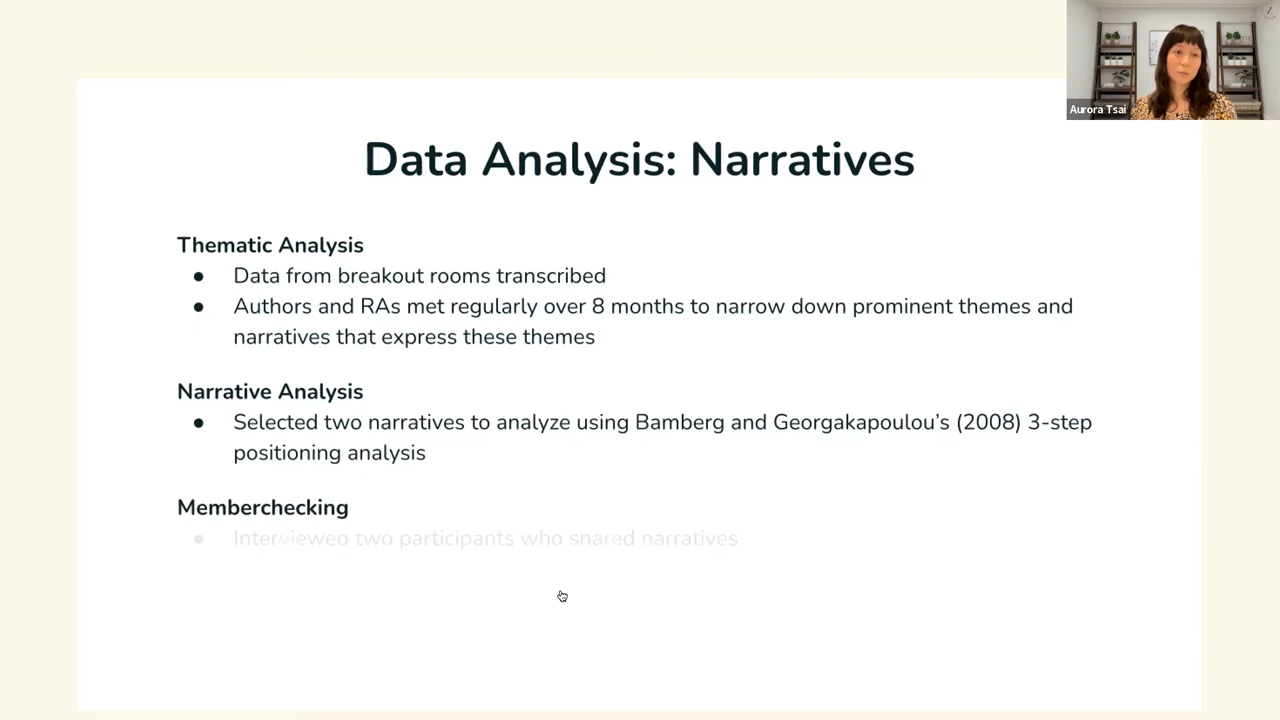 Aurora Tsai
Data Analysis: Narratives
Thematic Analysis
● Data from breakout rooms transcribed
● Authors and RAs met regularly over 8 months to narrow down prominent themes and
narratives that express these themes
Narrative Analysis
● Selected two narratives to analyze using Bamberg and Georgakapoulou’s (2008) 3-step
positioning analysis
Memberchecking
● Interviewed two participants who shared narratives